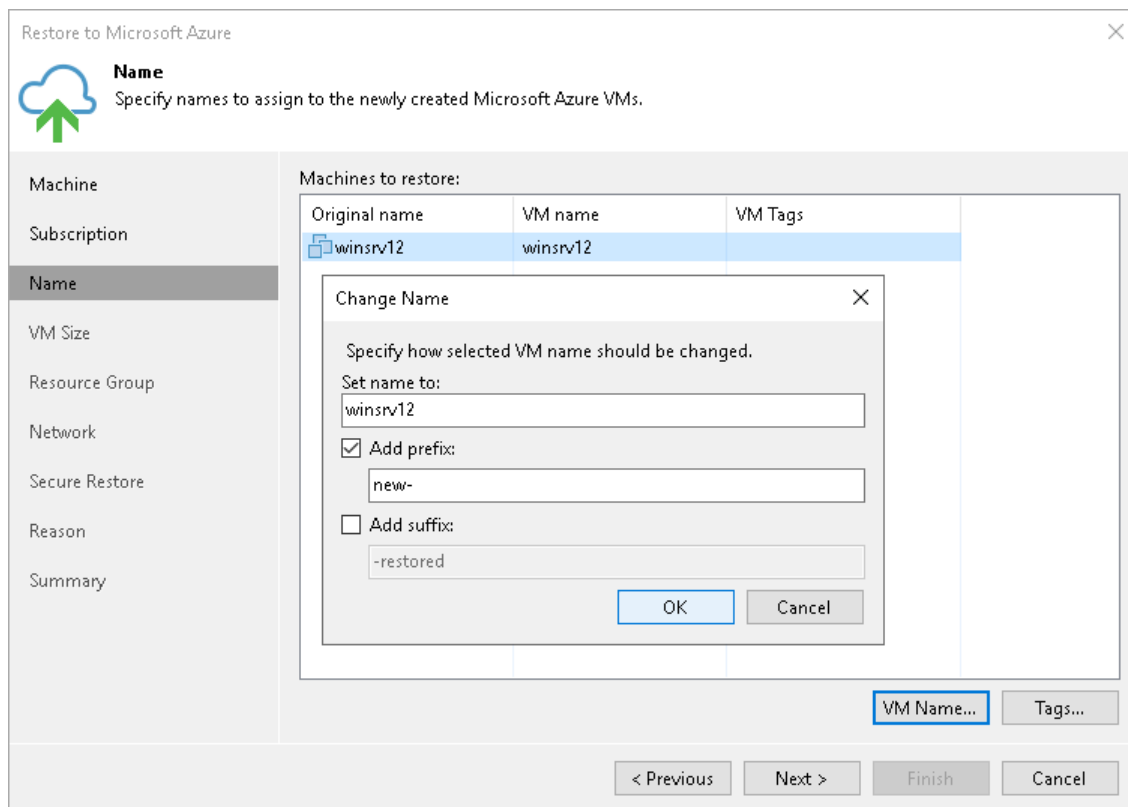 Restore to Microsoft Azure
Name
Specify names to assign to the newly created Microsoft Azure VMs.
Machine
Subscription
Name
VM Size
Resource Group
Network
Secure Restore
Reason
Summary
Machines to restore:
Original name VM name VM Tags
winsrv12 winsrv12
Change Name
Specify how selected VM name should be changed.
Set name to:
winsrv12
Add prefix:
new-
Add suffix:
-restored
OK Cancel
VM Name... Tags...
< Previous Next > Finish Cancel